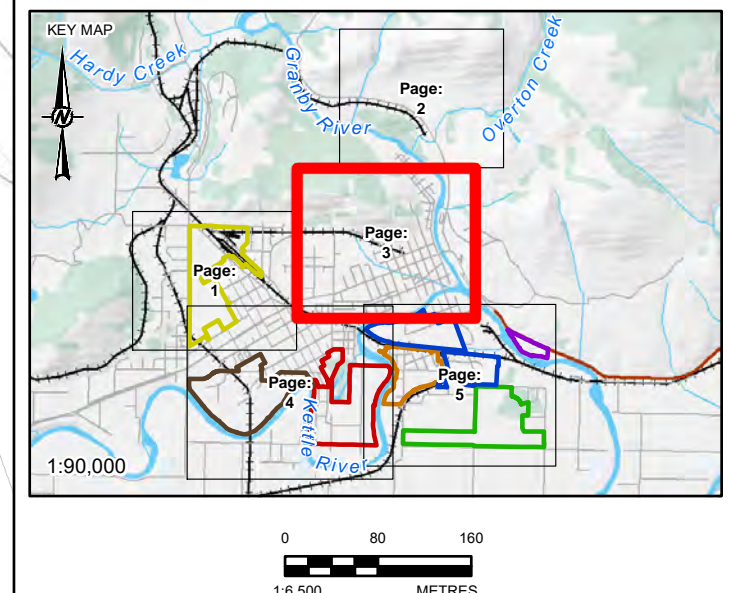 KEY MAP
Hardy Creek
Granby River
Overton Creek
Page:
2
N
Page:
3
Page:
1
Page:
4
Page:
5
Kettle River
1:90,000
0 80 160
1:6,500 METRES